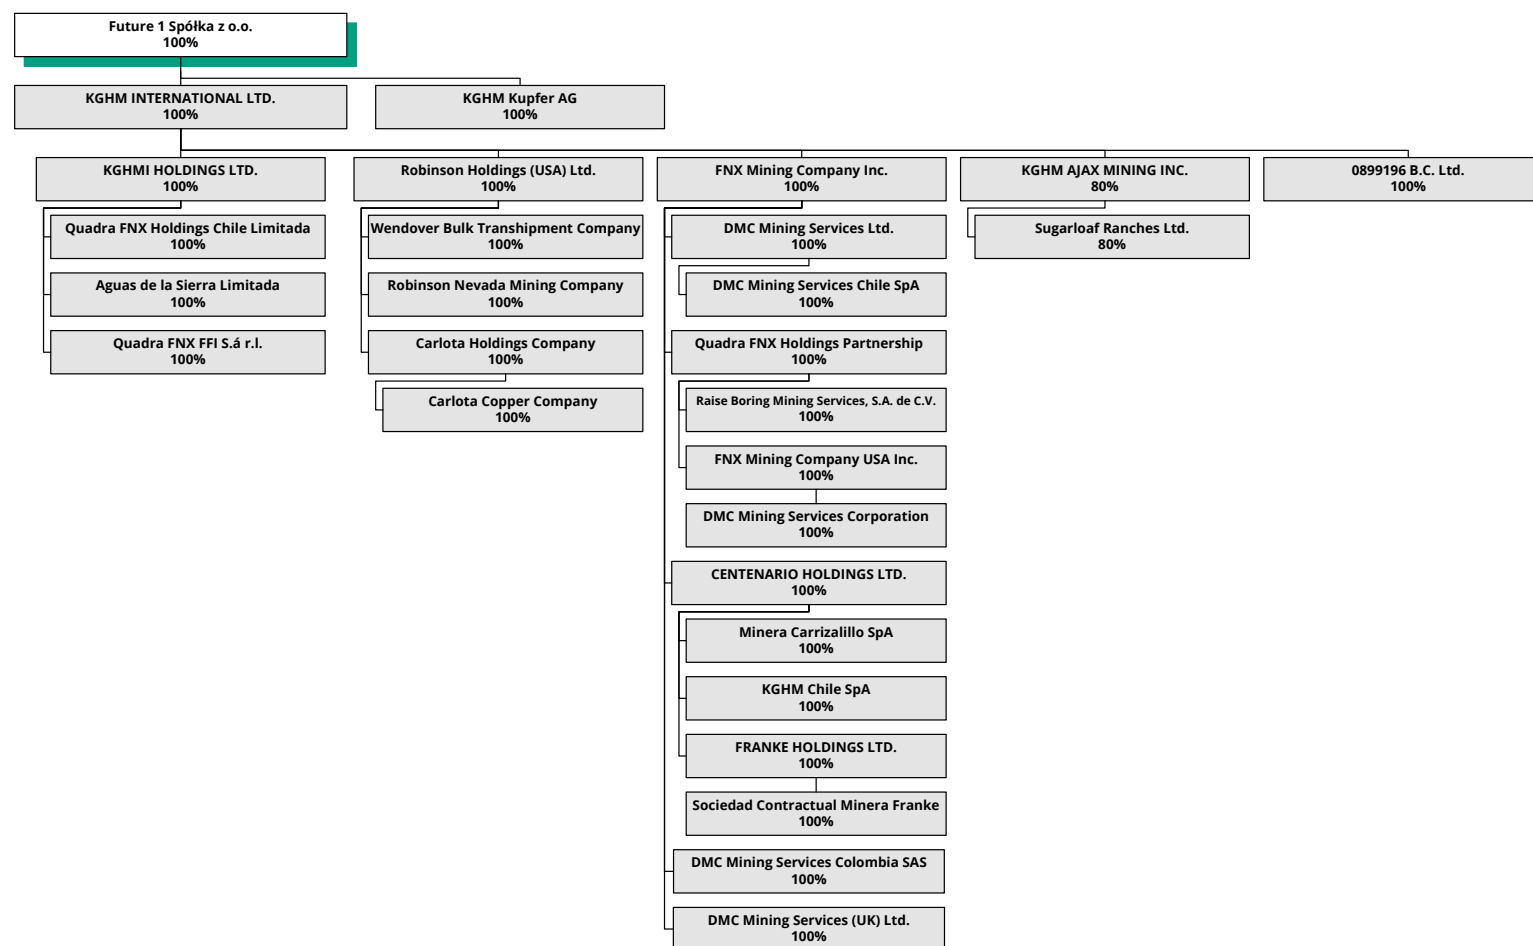 Future 1 Spółka z o.o.
100%
KGHM INTERNATIONAL LTD.
100%
KGHM Kupfer AG
100%
KGHMI HOLDINGS LTD.
100%
Robinson Holdings (USA) Ltd.
100%
FNX Mining Company Inc.
100%
KGHM AJAX MINING INC.
80%
0899196 B.C. Ltd.
100%
Quadra FNX Holdings Chile Limitada
100%
Aguas de la Sierra Limitada
100%
Quadra FNX FFI S.á r.l.
100%
Wendover Bulk Transhipment Company
100%
Robinson Nevada Mining Company
100%
Carlota Holdings Company
100%
Carlota Copper Company
100%
DMC Mining Services Ltd.
100%
DMC Mining Services Chile SpA
100%
Quadra FNX Holdings Partnership
100%
Raise Boring Mining Services, S.A. de C.V.
100%
FNX Mining Company USA Inc.
100%
DMC Mining Services Corporation
100%
CENTENARIO HOLDINGS LTD.
100%
Minera Carrizalillo SpA
100%
KGHM Chile SpA
100%
FRANKE HOLDINGS LTD.
100%
Sociedad Contractual Minera Franke
100%
DMC Mining Services Colombia SAS
100%
DMC Mining Services (UK) Ltd.
100%
Sugarloaf Ranches Ltd.
80%